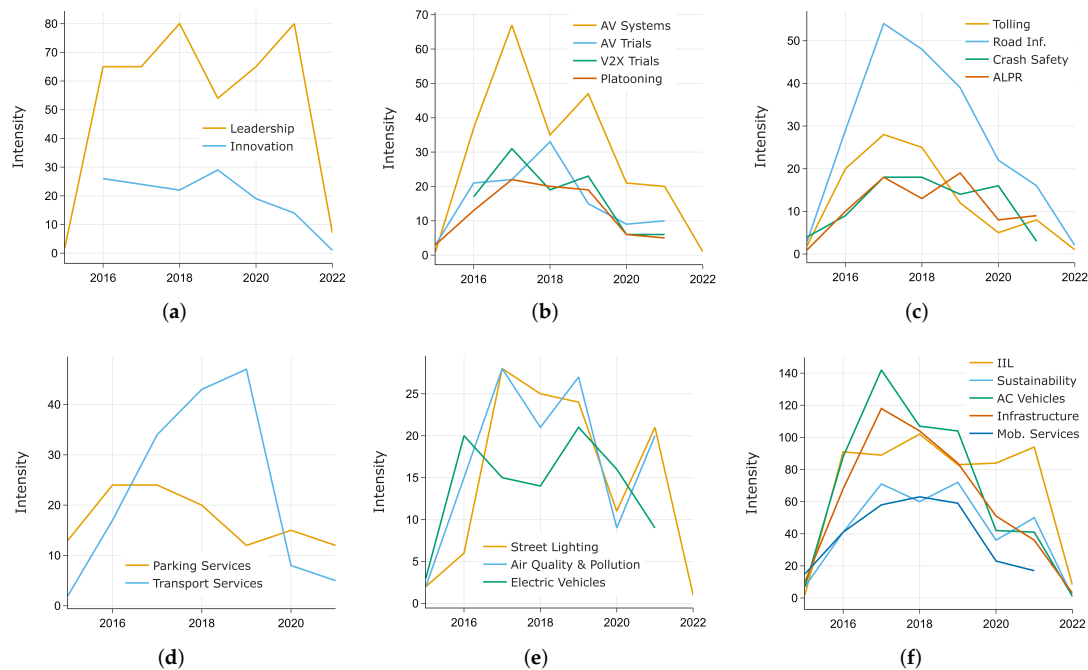 80
70
60
50
40
30
20
10
0
Intensity
Leadership
Innovation
2016
2018
2020
2022
(a)
70
60
50
40
30
20
10
0
Intensity
AV Systems
AV Trials
V2X Trials
Platooning
2016
2018
2020
2022
(b)
50
40
30
20
10
0
Intensity
Tolling
Road Inf.
Crash Safety
ALPR
2016
2018
2020
2022
(c)
40
30
20
10
0
Intensity
Parking Services
Transport Services
2016
2018
2020
(d)
25
20
15
10
5
0
Intensity
Street Lighting
Air Quality & Pollution
Electric Vehicles
2016
2018
2020
2022
(e)
140
120
100
80
60
40
20
0
Intensity
IIL
Sustainability
AC Vehicles
Infrastructure
Mob. Services
2016
2018
2020
2022
(f)